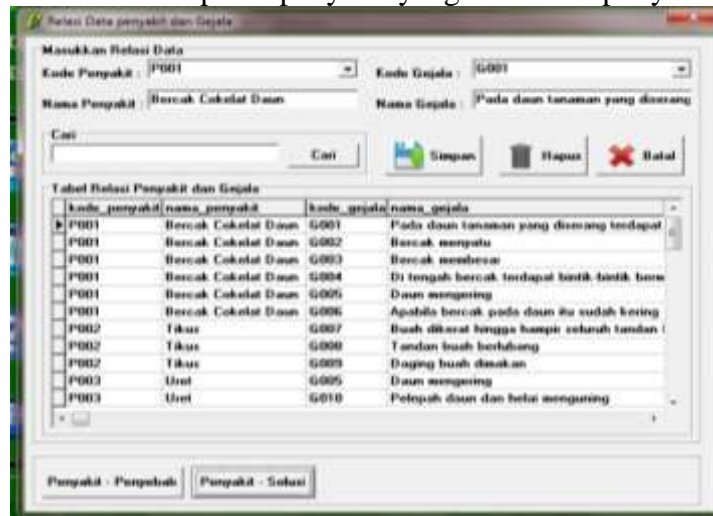 Relasi Data penyakit dan Gejala
Masukkan Relasi Data
Kode Penyakit : P001
Kode Gejala : G001
Nama Penyakit : Bercak Cokelat Daun
Nama Gejala : Pada daun tanaman yang diserang
Cari
Cari
Simpan
Hapus
Batal
Tabel Relasi Penyakit dan Gejala
kode_penyakit nama_penyakit kode_gejala nama_gejala
P001 Bercak Cokelat Daun G001 Pada daun tanaman yang diserang terdapat
P001 Bercak Cokelat Daun G002 Bercak menyatu
P001 Bercak Cokelat Daun G003 Bercak membesar
P001 Bercak Cokelat Daun G004 Di tengah bercak terdapat bintik-bintik berw
P001 Bercak Cokelat Daun G005 Daun mengering
P001 Bercak Cokelat Daun G006 Apabila bercak pada daun itu sudah kering
P002 Tikus G007 Buah dikerat hingga hampir seluruh tandan
P002 Tikus G008 Tandan buah berlubang
P002 Tikus G009 Daging buah dimakan
P003 Uret G005 Daun mengering
P003 Uret G010 Pelepah daun dan helai menguning
Penyakit - Penyebab
Penyakit - Solusi